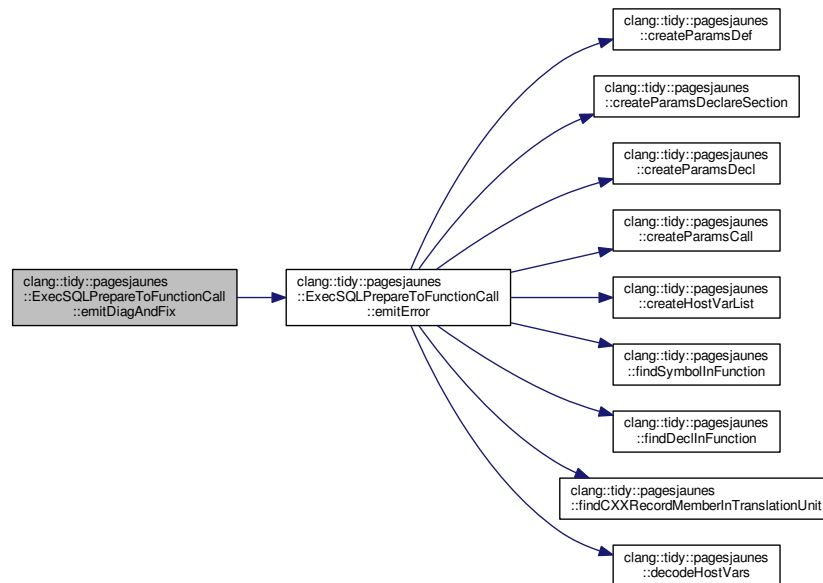 clang::tidy::pagesjaunes
::createParamsDef
clang::tidy::pagesjaunes
::createParamsDeclareSection
clang::tidy::pagesjaunes
::createParamsDecl
clang::tidy::pagesjaunes
::createParamsCall
clang::tidy::pagesjaunes
::ExecSQLPrepareToFunctionCall
::emitDiagAndFix
clang::tidy::pagesjaunes
::ExecSQLPrepareToFunctionCall
::emitError
clang::tidy::pagesjaunes
::createHostVarList
clang::tidy::pagesjaunes
::findSymbolInFunction
clang::tidy::pagesjaunes
::findDeclInFunction
clang::tidy::pagesjaunes
::findCXXRecordMemberInTranslationUnit
clang::tidy::pagesjaunes
::decodeHostVars